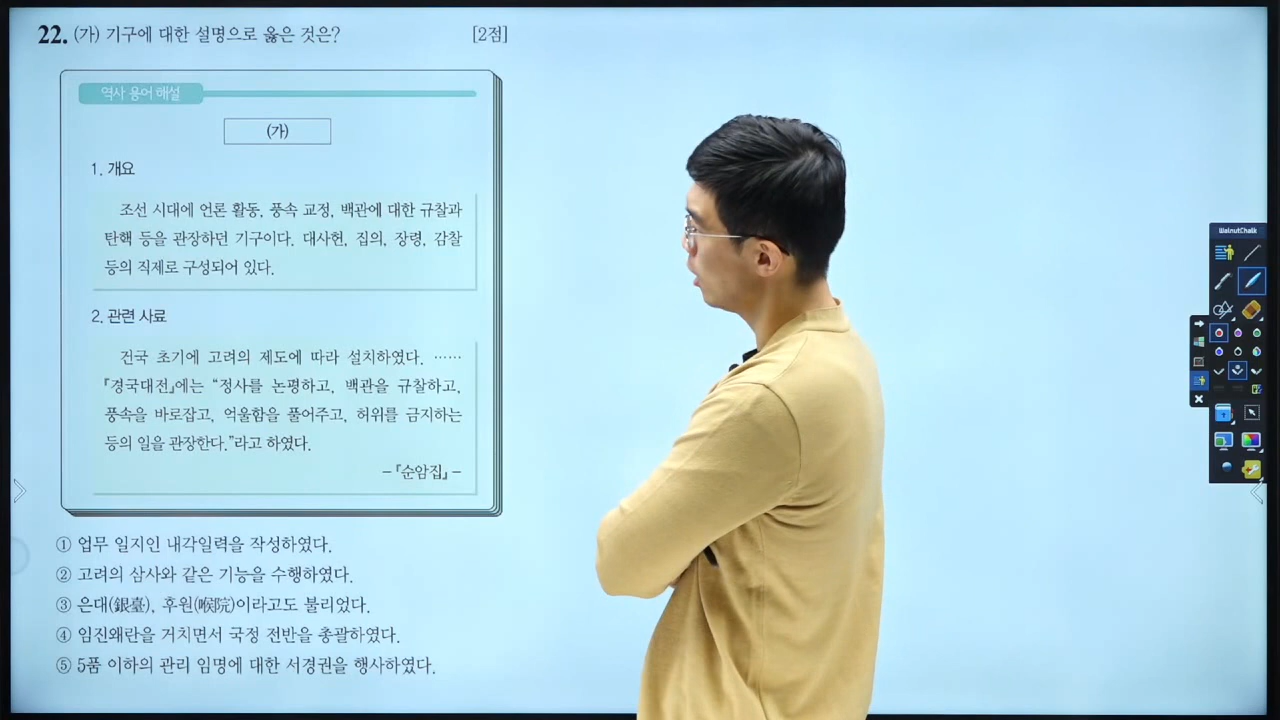 22. (가) 기구에 대한 설명으로 옳은 것은? [2점]
역사 용어 해설
(가)
1. 개요
조선 시대에 언론 활동, 풍속 교정, 백관에 대한 규찰과
탄핵 등을 관장하던 기구이다. 대사헌, 집의, 장령, 감찰
등의 직제로 구성되어 있다.
2. 관련 사료
건국 초기에 고려의 제도에 따라 설치하였다. ……
『경국대전』에는 “정사를 논평하고, 백관을 규찰하고,
풍속을 바로잡고, 억울함을 풀어주고, 허위를 금지하는
등의 일을 관장한다.”라고 하였다.
－『순암집』－
① 업무 일지인 내각일력을 작성하였다.
② 고려의 삼사와 같은 기능을 수행하였다.
③ 은대(銀臺), 후원(喉院)이라고도 불리었다.
④ 임진왜란을 거치면서 국정 전반을 총괄하였다.
⑤ 5품 이하의 관리 임명에 대한 서경권을 행사하였다.
WalnutChalk